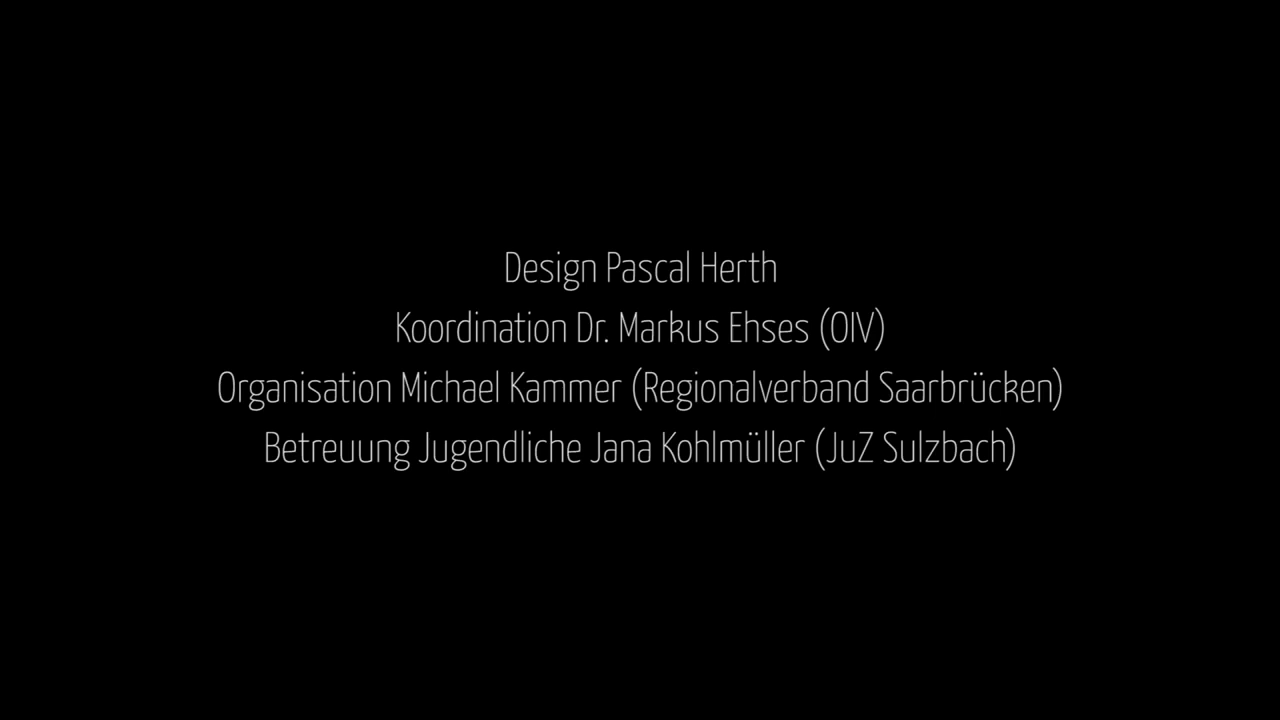 Design Pascal Herth
Koordination Dr. Markus Ehses (OIV)
Organisation Michael Kammer (Regionalverband Saarbrücken)
Betreuung Jugendliche Jana Kohlmüller (JuZ Sulzbach)